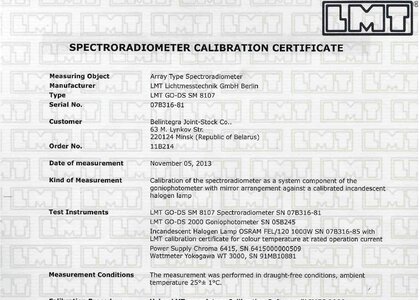 LMT
SPECTRORADIOMETER CALIBRATION CERTIFICATE
Measuring Object Array Type Spectroradiometer
Manufacturer LMT Lichtmesstechnik GmbH Berlin
Type LMT GO-DS SM 8107
Serial No. 07B316-81
Customer Belintegra Joint-Stock Co..
63 M. Lynkov Str.
220124 Minsk (Republic of Belarus)
Order No. 11B214
Date of measurement November 05, 2013
Kind of Measurement Calibration of the spectroradiometer as a system component of the
goniophotometer with mirror arrangement against a calibrated incandescent
halogen lamp
Test Instruments LMT GO-DS SM 8107 Spectroradiometer SN 07B316-81
LMT GO-DS 2000 Goniophotometer SN 05B245
Incandescent Halogen Lamp OSRAM FEL/120 1000W SN 07B316-85 with
LMT calibration certificate for colour temperature at rated operation current
Power Supply Chroma 6415, SN 6415000000509
Wattmeter Yokogawa WT 3000, SN 91MB10881
Measurement Conditions The measurement was performed in draught-free conditions, ambient
temperature 25°± 1°C.